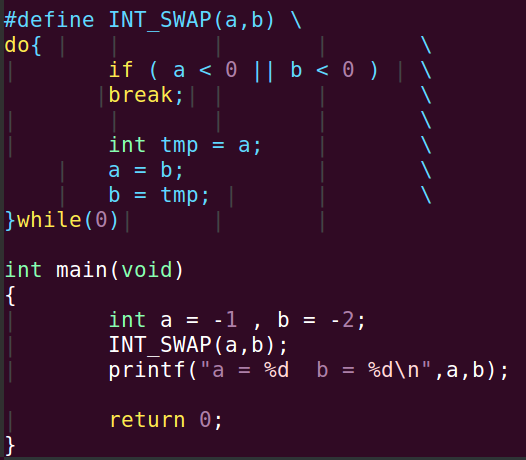 #define INT_SWAP(a,b) \
do{ \
if ( a < 0 || b < 0 ) \
break; \
\
int tmp = a; \
a = b; \
b = tmp; \
}while(0)
int main(void)
{
int a = -1 , b = -2;
INT_SWAP(a,b);
printf("a = %d  b = %d\n",a,b);
return 0;
}